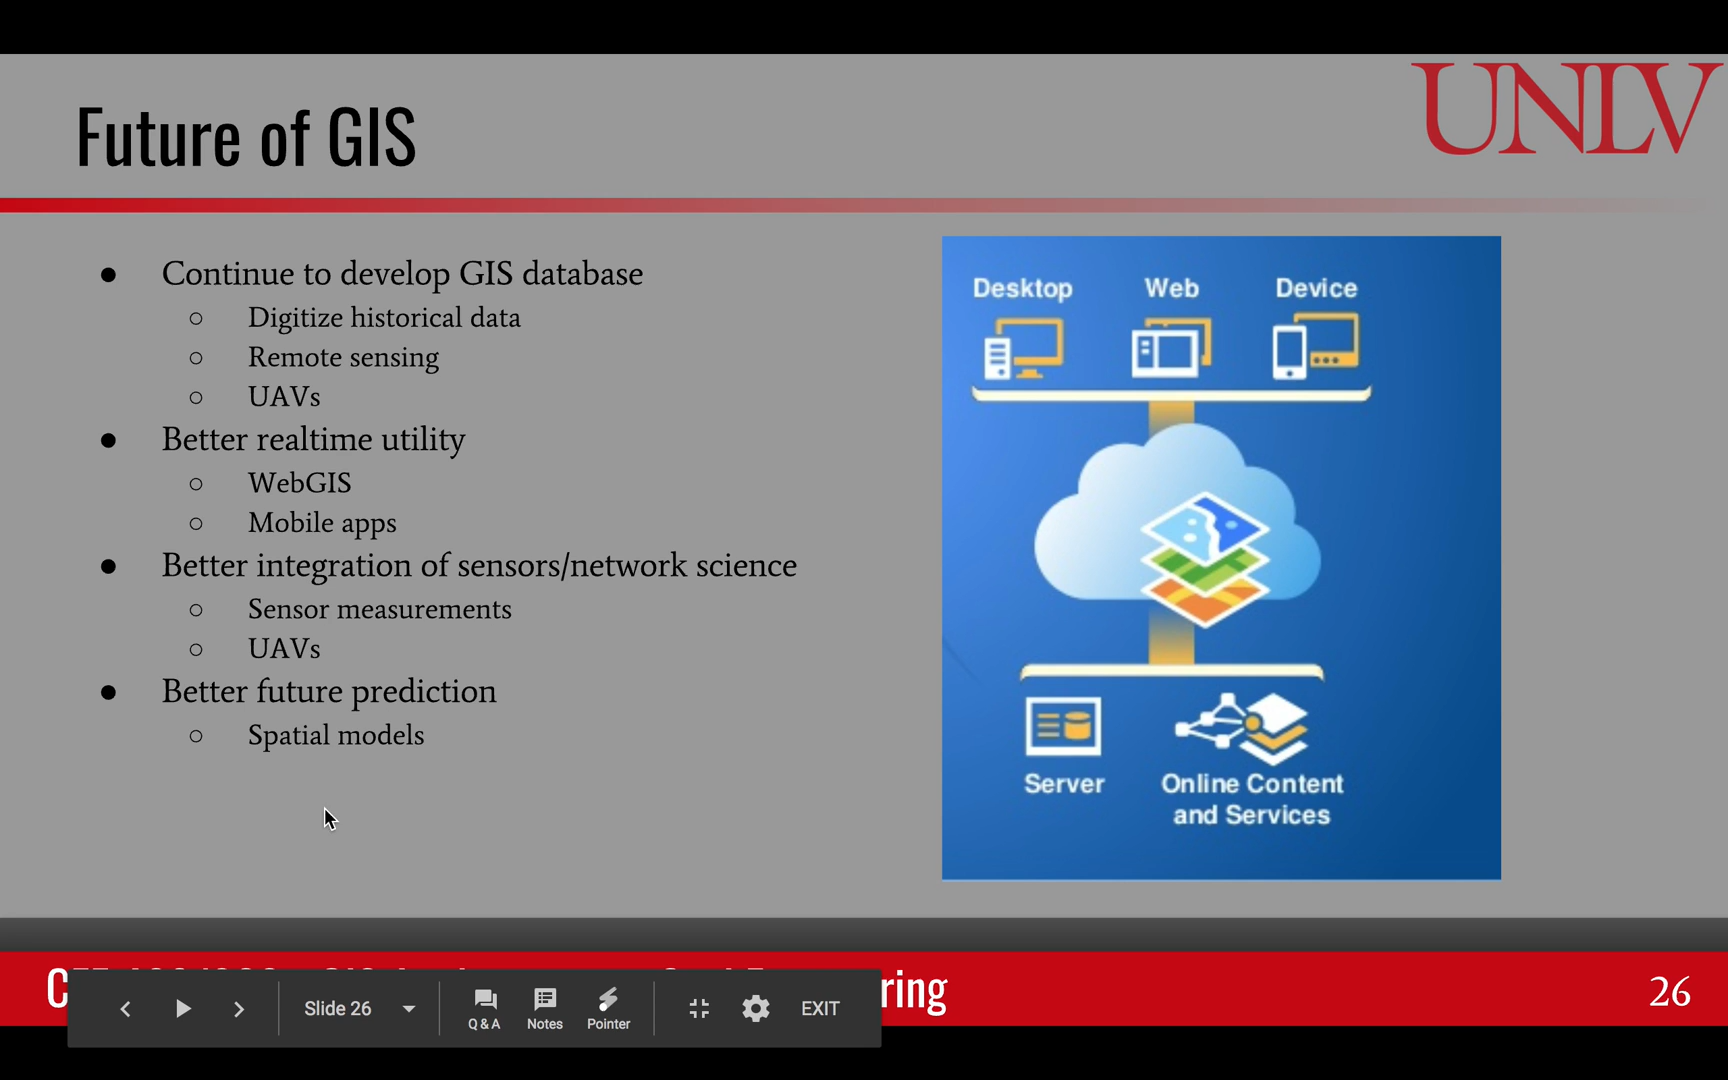 UNLV
Future of GIS
● Continue to develop GIS database
○ Digitize historical data
○ Remote sensing
○ UAVs
● Better realtime utility
○ WebGIS
○ Mobile apps
● Better integration of sensors/network science
○ Sensor measurements
○ UAVs
● Better future prediction
○ Spatial models
Desktop Web Device
Server
Online Content
and Services
26
Slide 26 Q&A Notes Pointer EXIT